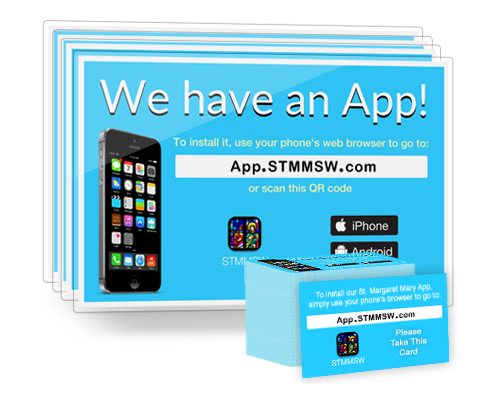 We have an App!
To install it, use your phone's web browser to go to:
App.STMMSW.com
or scan this QR code
iPhone
Android
STMMSW
To install our St. Margaret Mary App,
simply use your phone's browser to go to:
App.STMMSW.com
Please
Take This
Card
STMMSW